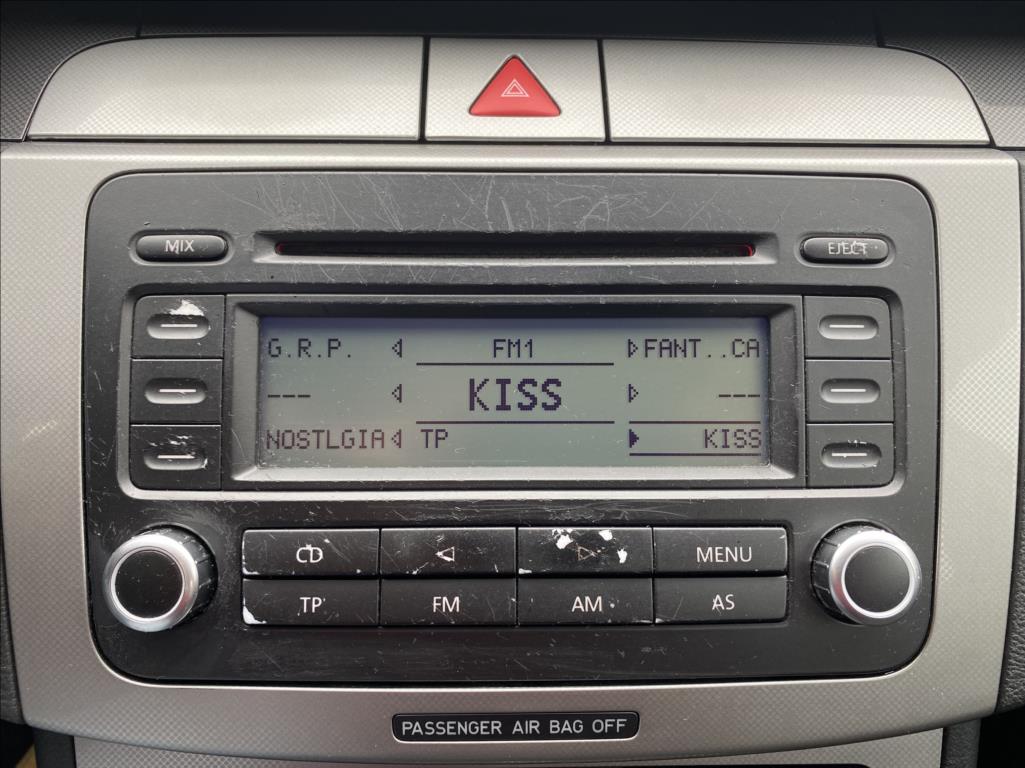 MIX
EJECT
G.R.P. FM1 FANT..CA
--- KISS ---
NOSTLGIA TP KISS
CD MENU
TP FM AM AS
PASSENGER AIR BAG OFF